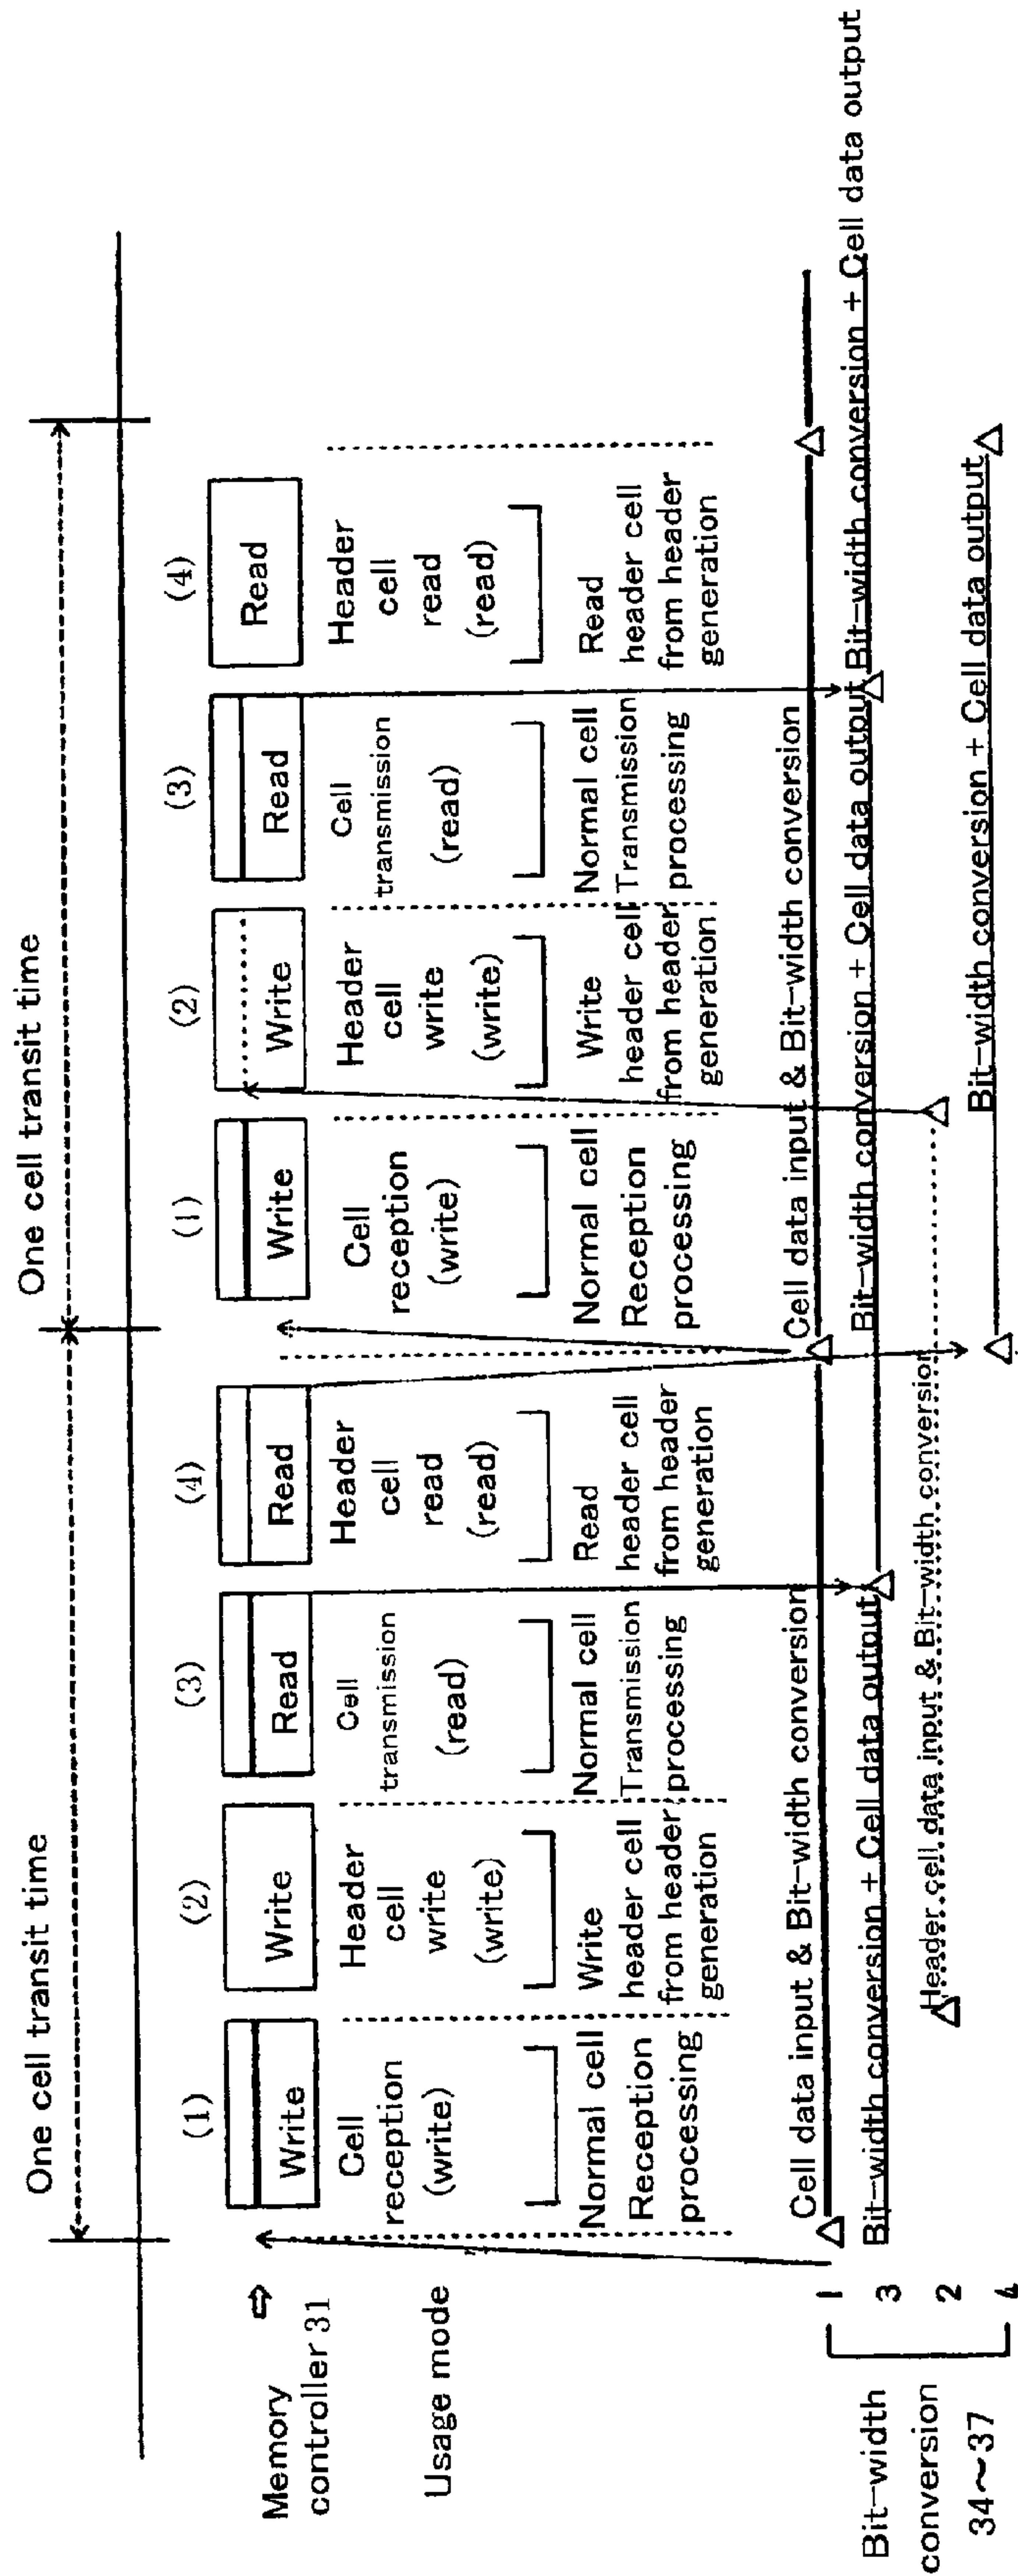 One cell transit time
One cell transit time
Memory
controller 31
⇨
(1)
(2)
(3)
(4)
(1)
(2)
(3)
(4)
Write
Write
Read
Read
Write
Write
Read
Read
Usage mode
Cell
reception
(write)
Header
cell
write
(write)
Cell
transmission
(read)
Header
cell
read
(read)
Cell
reception
(write)
Header
cell
write
(write)
Cell
transmission
(read)
Header
cell
read
(read)
Normal cell
Reception
processing
Write
header cell
from header
generation
Normal cell
Transmission
processing
Read
header cell
from header
generation
Normal cell
Reception
processing
Write
header cell
from header
generation
Normal cell
Transmission
processing
Read
header cell
from header
generation
Bit-width
conversion
34~37
1
Cell data input & Bit-width conversion
Cell data input & Bit-width conversion
3
Bit-width conversion + Cell data output
Bit-width conversion + Cell data output
Bit-width conversion + Cell data output
2
Header cell data input & Bit-width conversion
4
Bit-width conversion + Cell data output